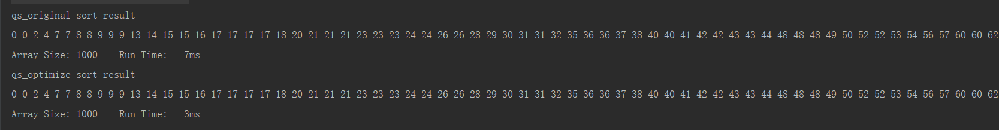 qs_original sort result
0 0 2 4 7 7 8 8 9 9 9 13 14 15 15 16 17 17 17 17 18 20 21 21 21 23 23 23 24 24 26 26 28 29 30 31 31 32 35 36 36 37 38 40 40 41 42 42 43 43 44 48 48 48 49 50 52 52 53 54 56 57 60 60 62
Array Size: 1000    Run Time:   7ms
qs_optimize sort result
0 0 2 4 7 7 8 8 9 9 9 13 14 15 15 16 17 17 17 17 18 20 21 21 21 23 23 23 24 24 26 26 28 29 30 31 31 32 35 36 36 37 38 40 40 41 42 42 43 43 44 48 48 48 49 50 52 52 53 54 56 57 60 60 62
Array Size: 1000    Run Time:   3ms